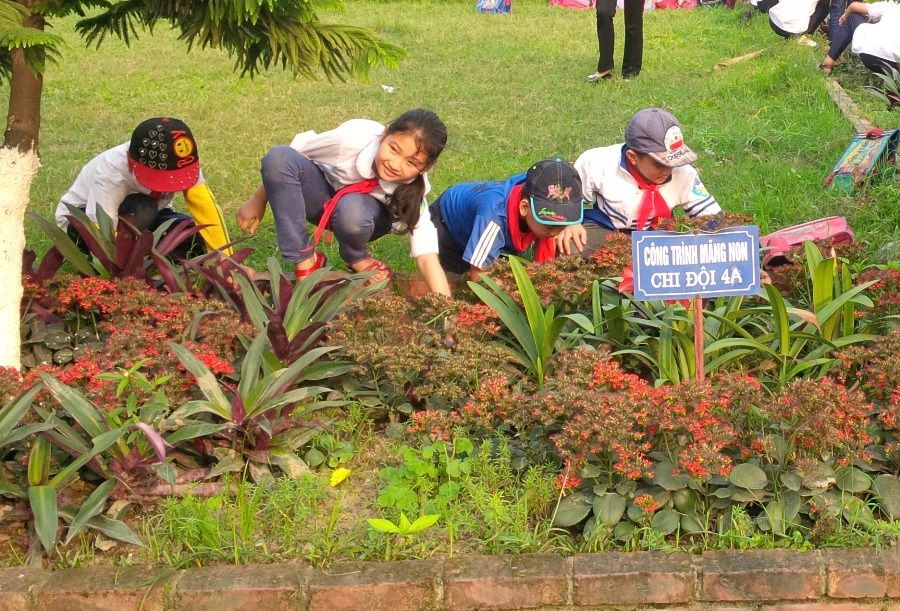 CÔNG TRÌNH MĂNG NON
CHI ĐỘI 4A